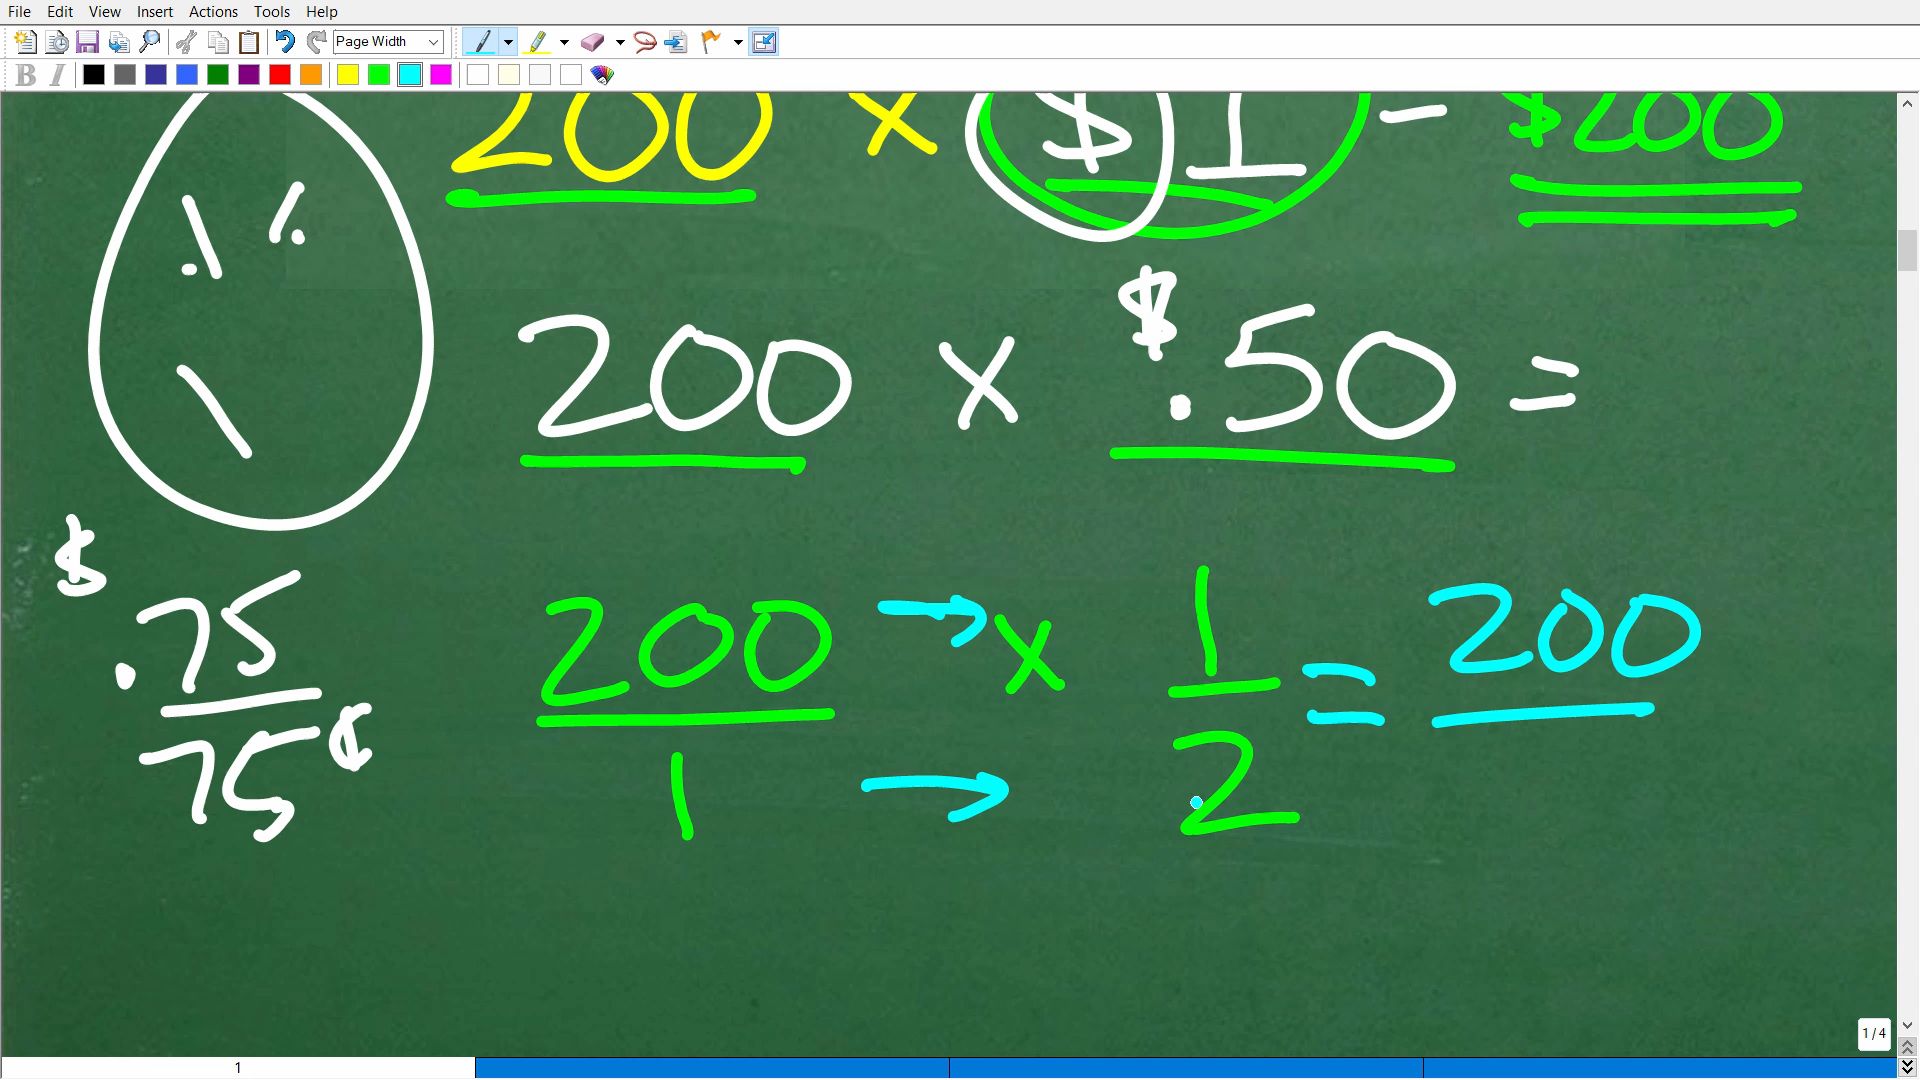 File Edit View Insert Actions Tools Help
Page Width
B I
200 x $1 - $200
200 x $.50 =
$.75
75¢
200/1 → x 1/2 = 200
→
1/4
1